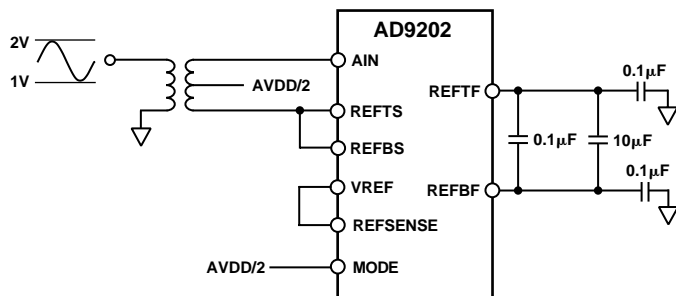 AD9202
2V
1V
AIN
AVDD/2
REFTS
REFBS
VREF
REFSENSE
AVDD/2
MODE
REFTF
0.1μF
0.1μF
10μF
0.1μF
REFBF